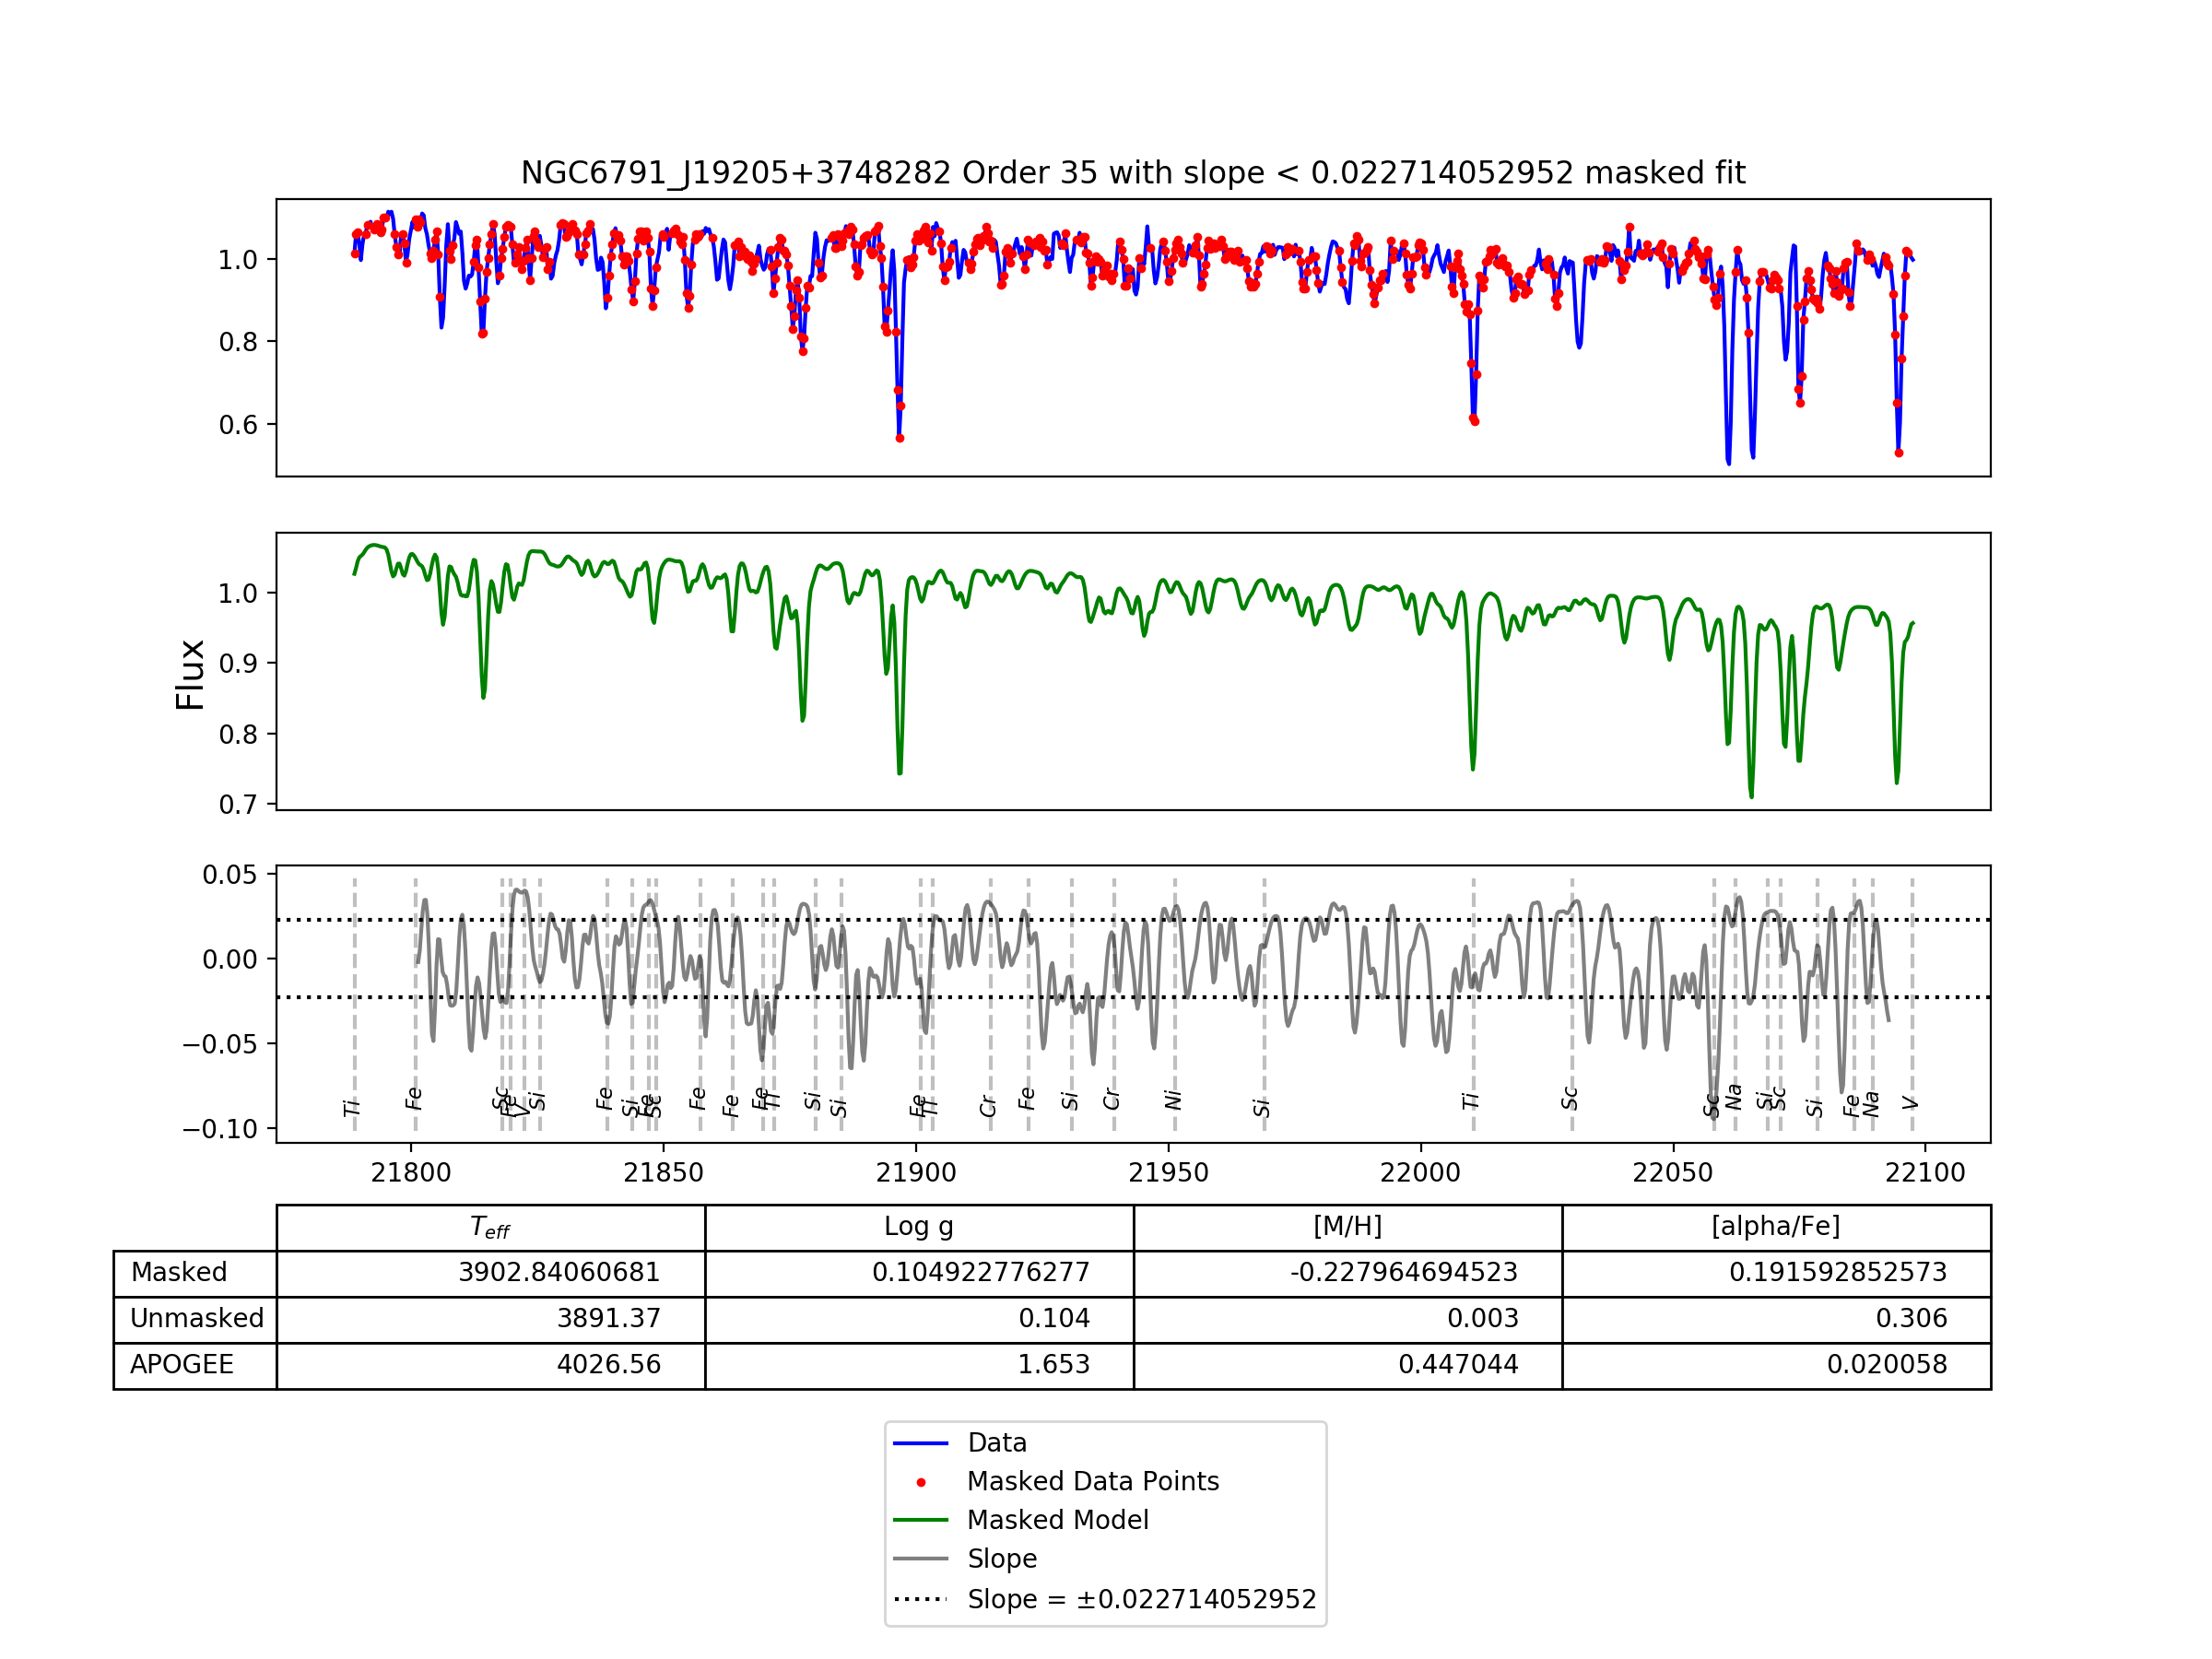 NGC6791_J19205+3748282 Order 35 with slope < 0.022714052952 masked fit
1.0
0.8
0.6
Flux
1.0
0.9
0.8
0.7
0.05
0.00
−0.05
−0.10
Ti Fe Sc Fe V Si Fe Si Fe Sc Fe Fe Fe Ti Si Si Fe Ti Cr Fe Si Cr Ni Si Ti Sc Sc Na Si Sc Si Fe Na V
21800 21850 21900 21950 22000 22050 22100
T_eff Log g [M/H] [alpha/Fe]
Masked 3902.84060681 0.104922776277 -0.227964694523 0.191592852573
Unmasked 3891.37 0.104 0.003 0.306
APOGEE 4026.56 1.653 0.447044 0.020058
Data
Masked Data Points
Masked Model
Slope
Slope = ±0.022714052952